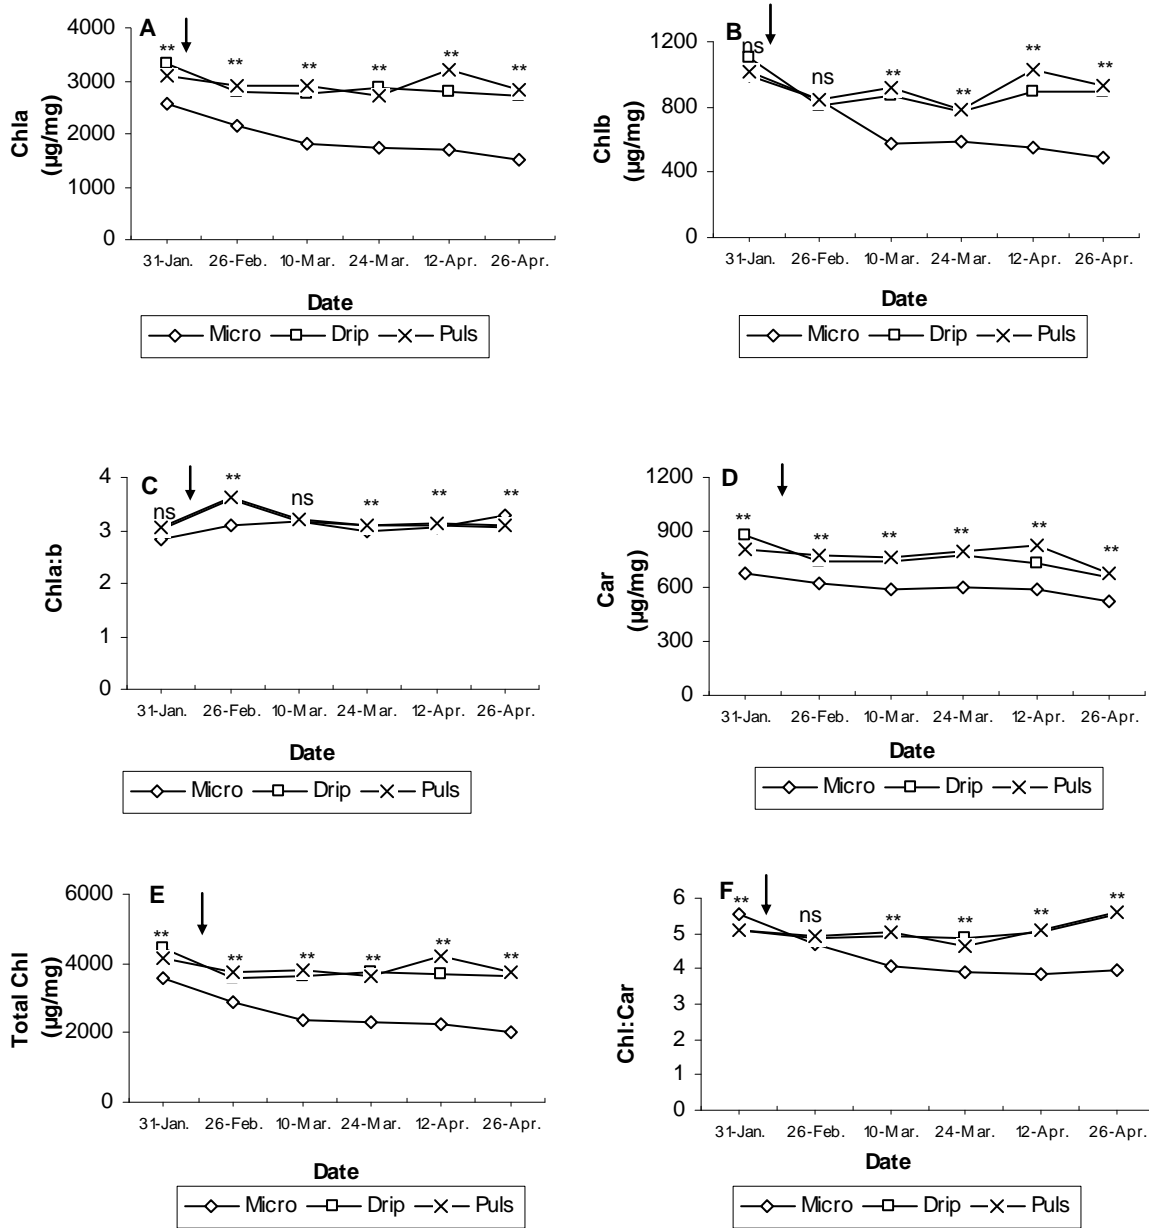 A
4000
3000
2000
1000
0
Chla
(µg/mg)
** ** ** ** ** **
31-Jan. 26-Feb. 10-Mar. 24-Mar. 12-Apr. 26-Apr.
Date
Micro Drip Puls
B
1200
800
400
0
Chlb
(µg/mg)
ns ns ** ** ** **
31-Jan. 26-Feb. 10-Mar. 24-Mar. 12-Apr. 26-Apr.
Date
Micro Drip Puls
C
4
3
2
1
0
Chla:b
ns ** ns ** ** **
31-Jan. 26-Feb. 10-Mar. 24-Mar. 12-Apr. 26-Apr.
Date
Micro Drip Puls
D
1200
900
600
300
0
Car
(µg/mg)
** ** ** ** ** **
31-Jan. 26-Feb. 10-Mar. 24-Mar. 12-Apr. 26-Apr.
Date
Micro Drip Puls
E
6000
4000
2000
0
Total Chl
(µg/mg)
** ** ** ** ** **
31-Jan. 26-Feb. 10-Mar. 24-Mar. 12-Apr. 26-Apr.
Date
Micro Drip Puls
F
6
5
4
3
2
1
0
Chl:Car
** ns ** ** ** **
31-Jan. 26-Feb. 10-Mar. 24-Mar. 12-Apr. 26-Apr.
Date
Micro Drip Puls